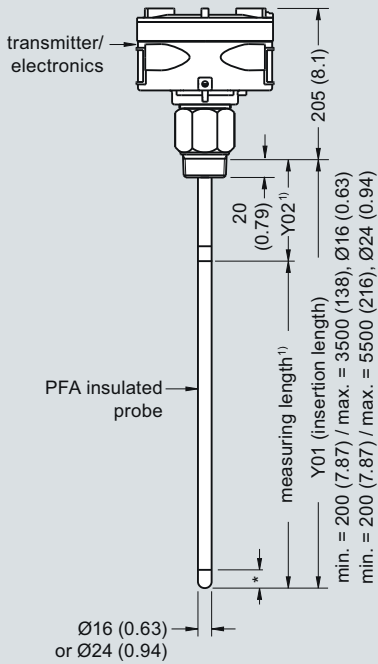 transmitter/
electronics
205 (8.1)
20
(0.79)
Y02¹⁾
PFA insulated
probe
measuring length¹⁾
Y01 (insertion length)
min. = 200 (7.87) / max. = 3500 (138), Ø16 (0.63)
min. = 200 (7.87) / max. = 5500 (216), Ø24 (0.94)
*
Ø16 (0.63)
or Ø24 (0.94)